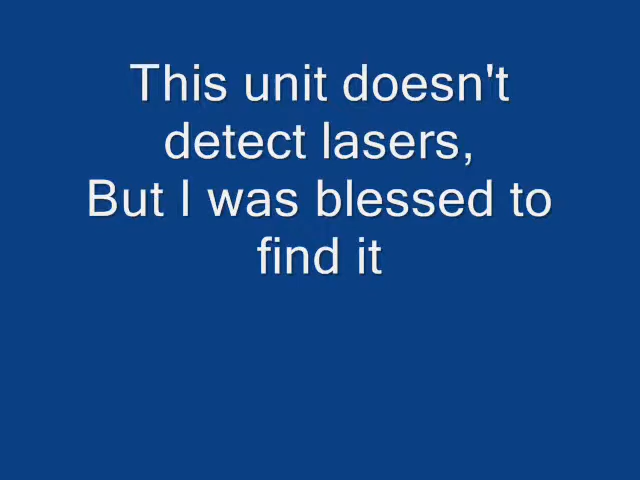 This unit doesn't
detect lasers,
But I was blessed to
find it